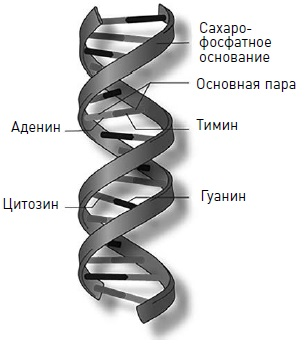 Сахаро-
фосфатное
основание
Основная пара
Аденин
Тимин
Цитозин
Гуанин